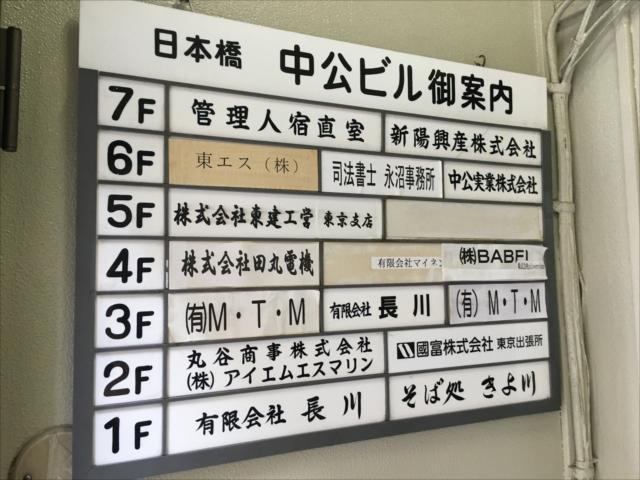 日本橋 中公ビル御案内
7F 管理人宿直室 新陽興産株式会社
6F 東エス(株) 司法書士 永沼事務所 中公実業株式会社
5F 株式会社東建工営 東京支店
4F 株式会社田丸電機 有限会社マイネン (株)BABFI
3F (有)M・T・M 有限会社 長川 (有)M・T・M
2F 丸谷商事株式会社 國富株式会社 東京出張所
(株)アイエムエスマリン
1F 有限会社 長川 そば処 きよ川